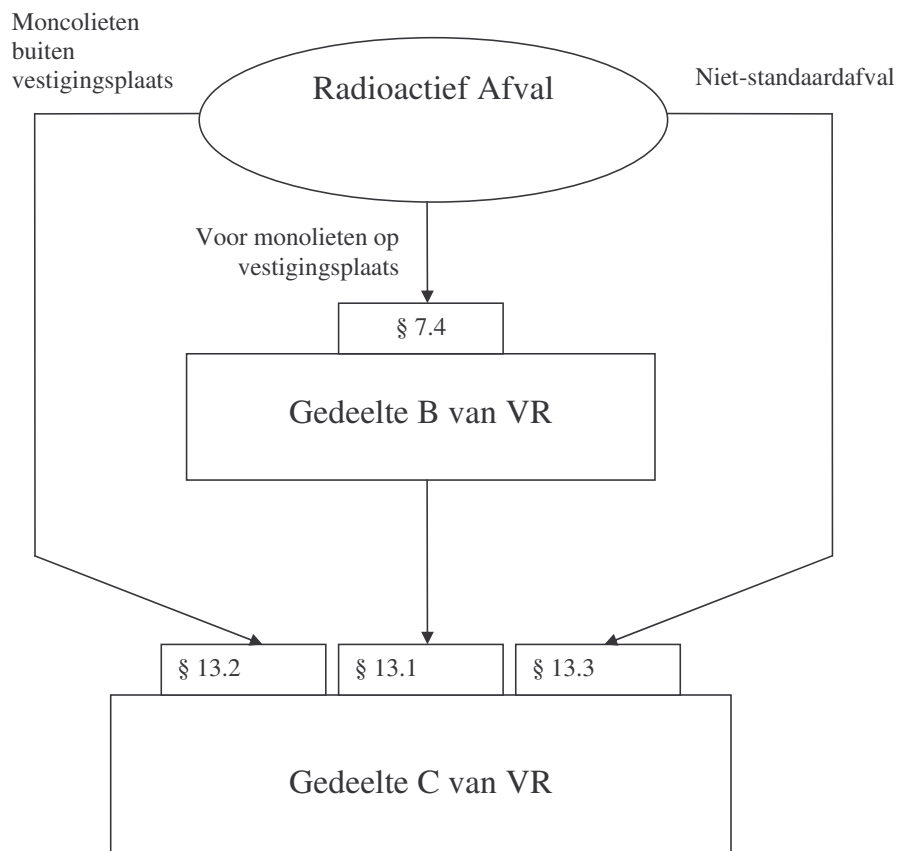 Moncolieten
buiten
vestigingsplaats
Radioactief Afval
Niet-standaardafval
Voor monolieten op
vestigingsplaats
§ 7.4
Gedeelte B van VR
§ 13.2
§ 13.1
§ 13.3
Gedeelte C van VR